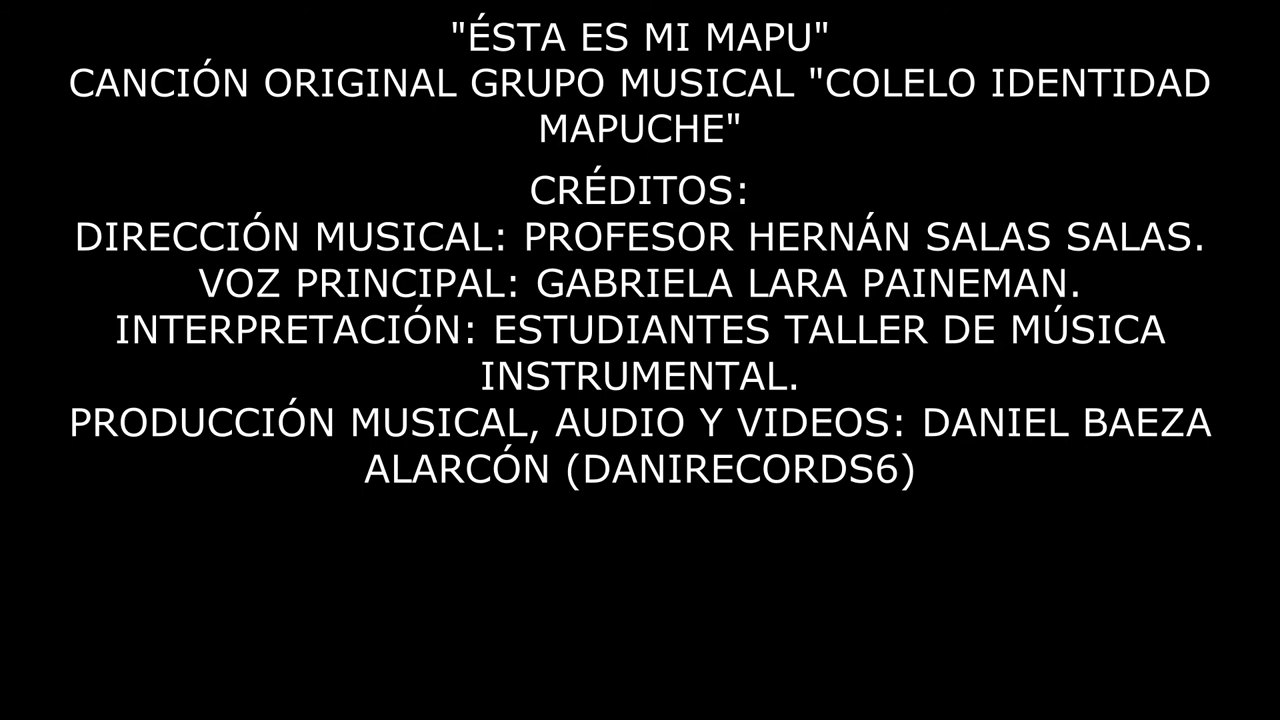 "ÉSTA ES MI MAPU"
CANCIÓN ORIGINAL GRUPO MUSICAL "COLELO IDENTIDAD
MAPUCHE"
CRÉDITOS:
DIRECCIÓN MUSICAL: PROFESOR HERNÁN SALAS SALAS.
VOZ PRINCIPAL: GABRIELA LARA PAINEMAN.
INTERPRETACIÓN: ESTUDIANTES TALLER DE MÚSICA
INSTRUMENTAL.
PRODUCCIÓN MUSICAL, AUDIO Y VIDEOS: DANIEL BAEZA
ALARCÓN (DANIRECORDS6)